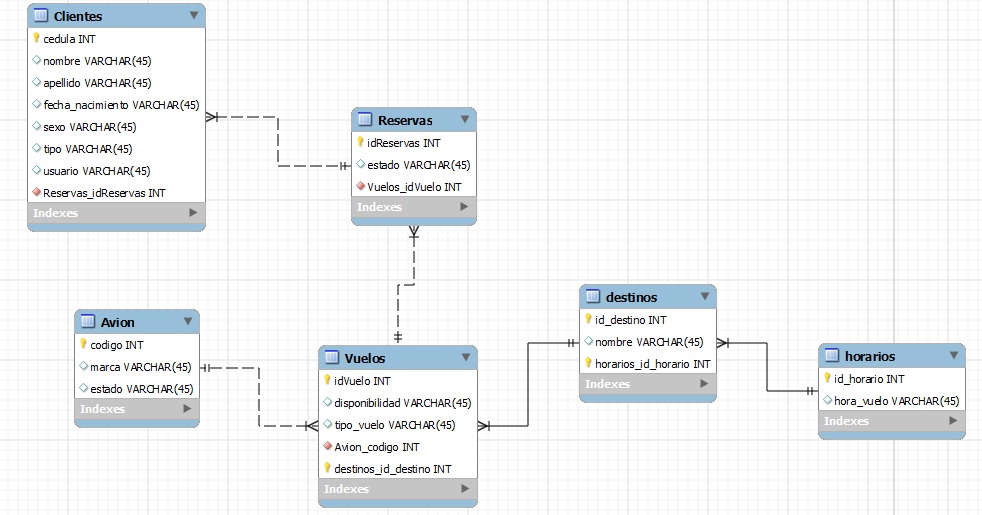 Clientes
cedula INT
nombre VARCHAR(45)
apellido VARCHAR(45)
fecha_nacimiento VARCHAR(45)
sexo VARCHAR(45)
tipo VARCHAR(45)
usuario VARCHAR(45)
Reservas_idReservas INT
Indexes
Reservas
idReservas INT
estado VARCHAR(45)
Vuelos_idVuelo INT
Indexes
Avion
codigo INT
marca VARCHAR(45)
estado VARCHAR(45)
Indexes
Vuelos
idVuelo INT
disponibilidad VARCHAR(45)
tipo_vuelo VARCHAR(45)
Avion_codigo INT
destinos_id_destino INT
Indexes
destinos
id_destino INT
nombre VARCHAR(45)
horarios_id_horario INT
Indexes
horarios
id_horario INT
hora_vuelo VARCHAR(45)
Indexes